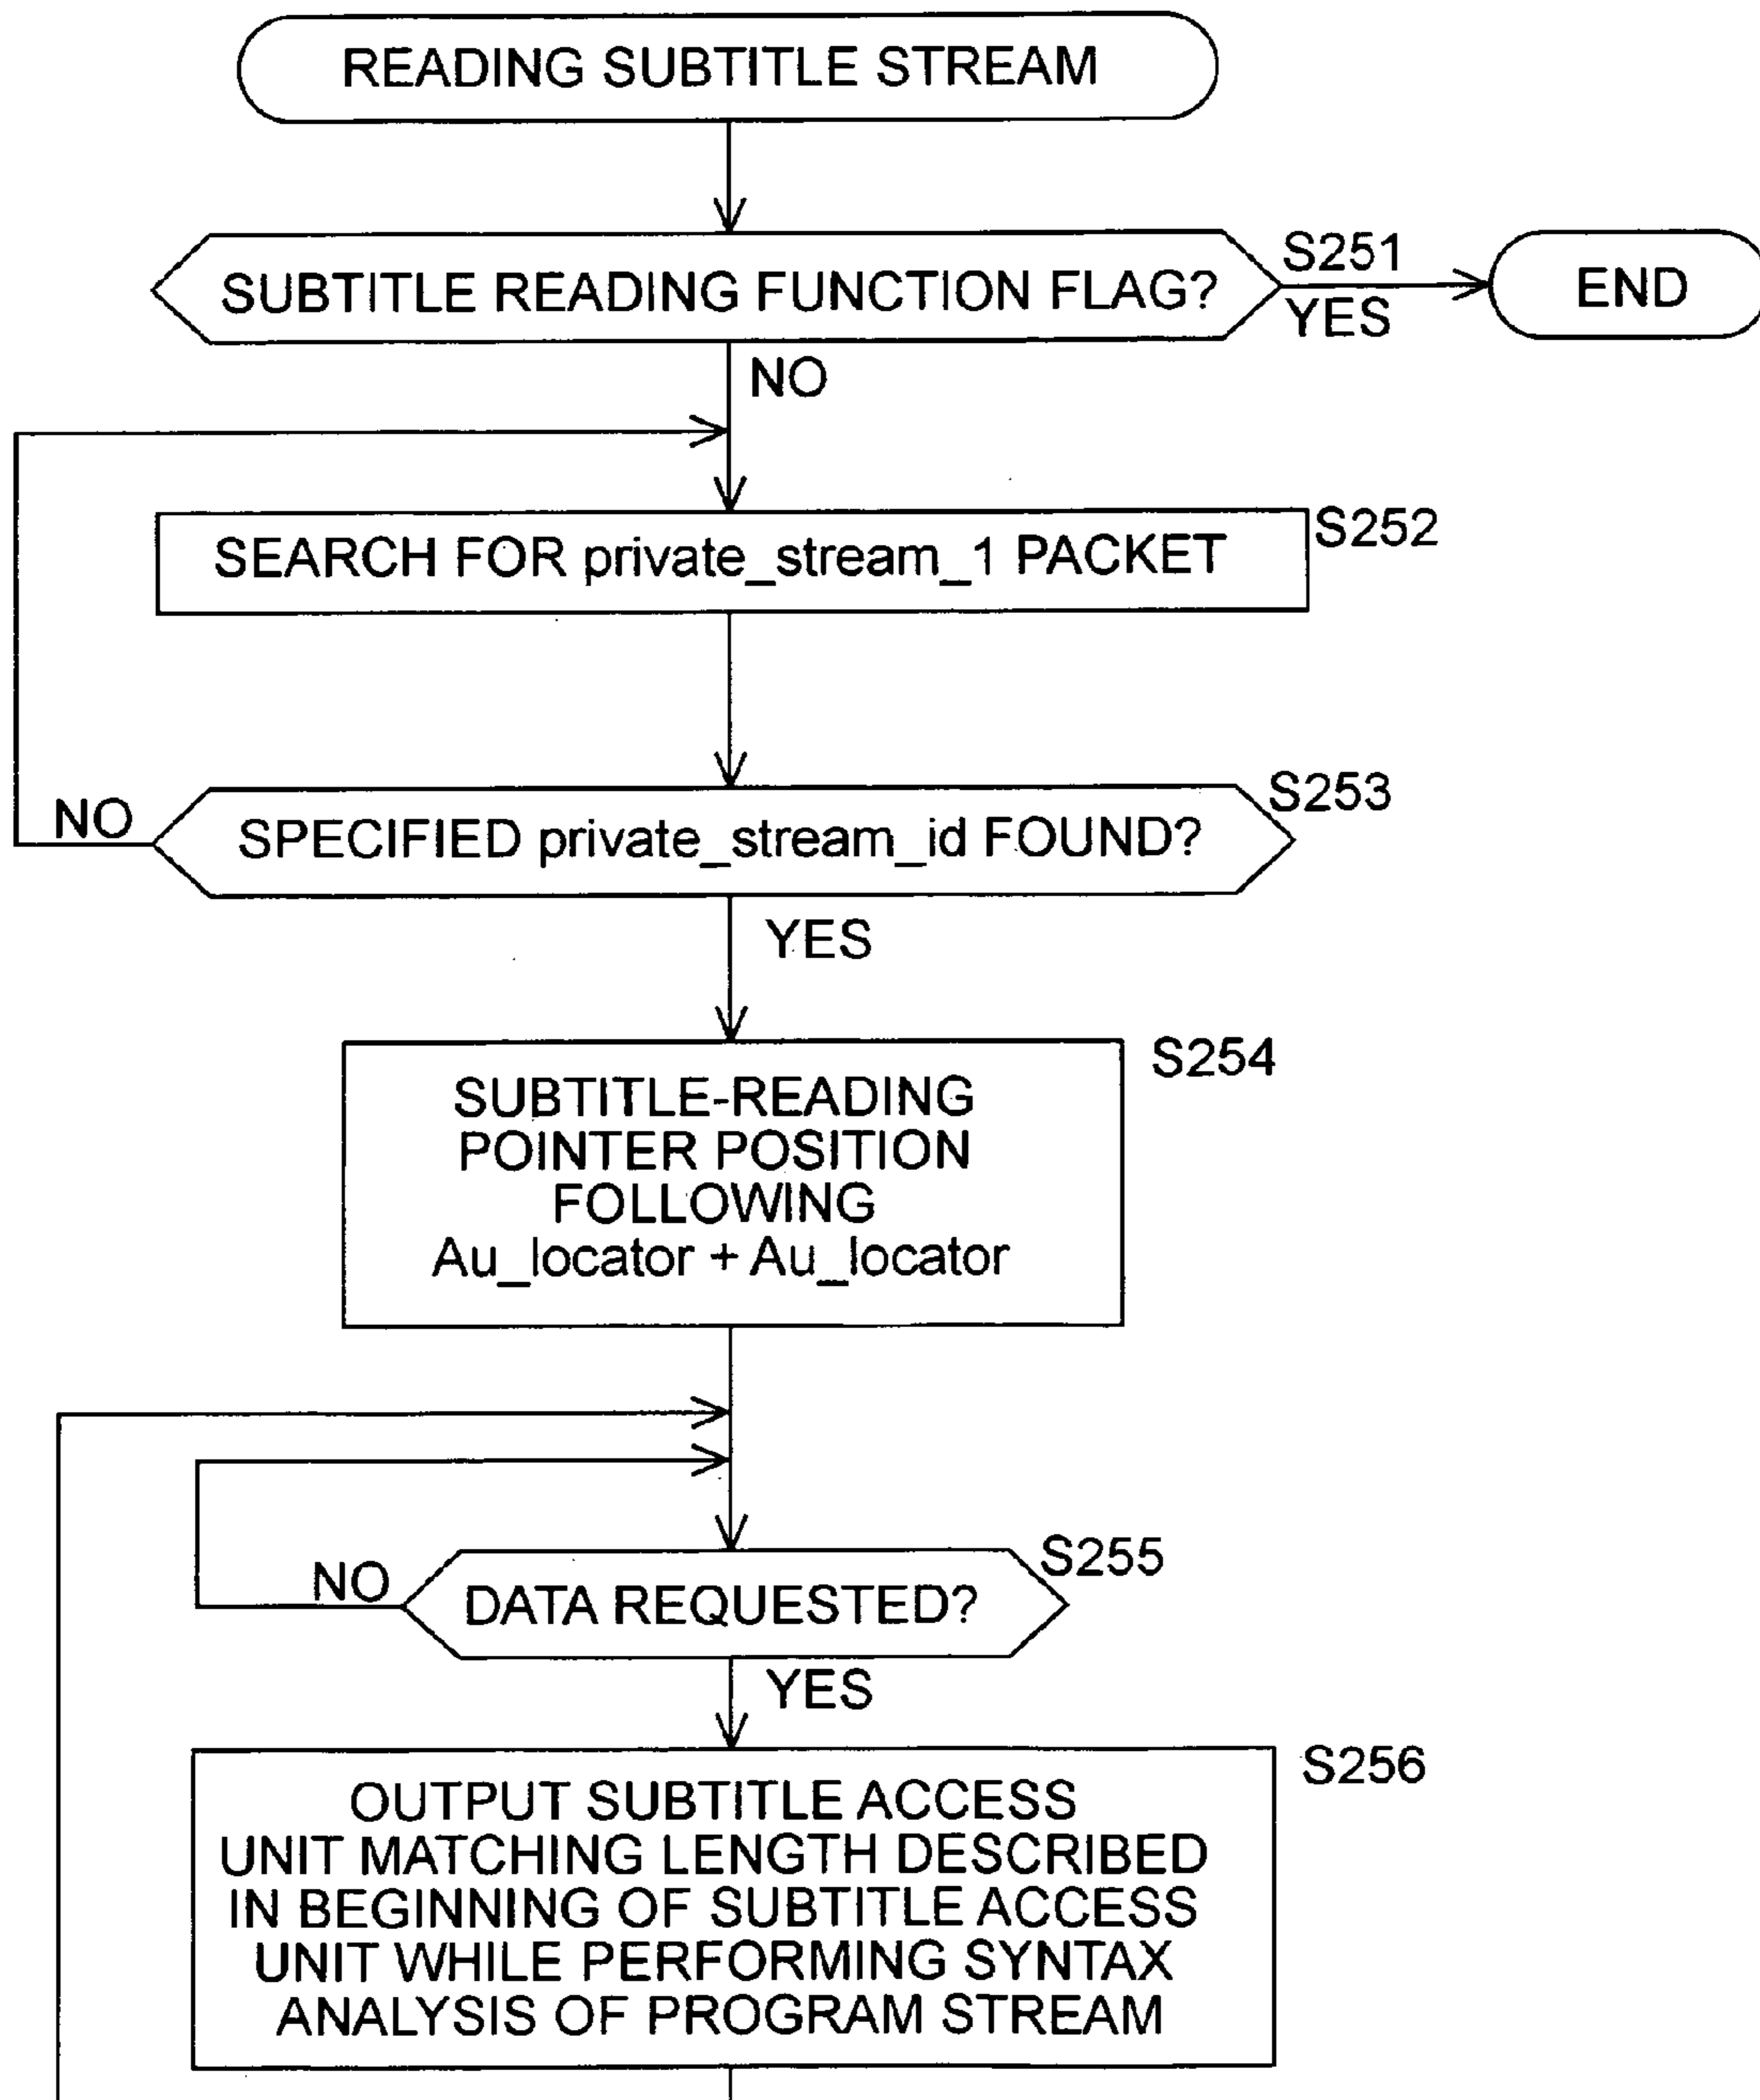 READING SUBTITLE STREAM
SUBTITLE READING FUNCTION FLAG?
S251
YES
END
NO
SEARCH FOR private_stream_1 PACKET
S252
NO
SPECIFIED private_stream_id FOUND?
S253
YES
S254
SUBTITLE-READING
POINTER POSITION
FOLLOWING
Au_locator + Au_locator
NO
DATA REQUESTED?
S255
YES
S256
OUTPUT SUBTITLE ACCESS
UNIT MATCHING LENGTH DESCRIBED
IN BEGINNING OF SUBTITLE ACCESS
UNIT WHILE PERFORMING SYNTAX
ANALYSIS OF PROGRAM STREAM